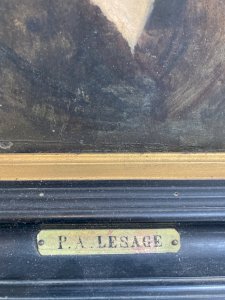 P. A. LESAGE